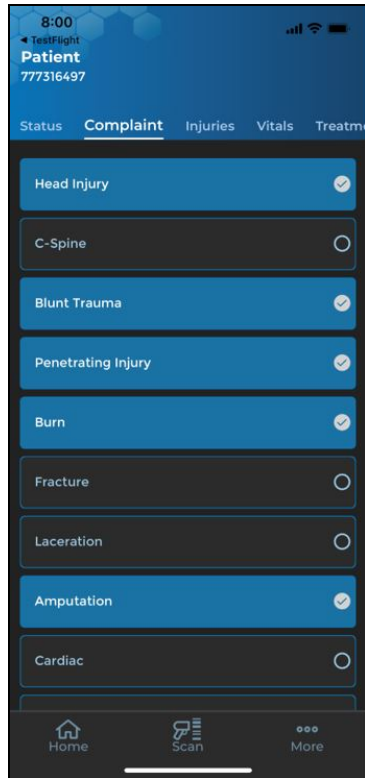 8:00
◀ TestFlight
Patient
777316497
Status Complaint Injuries Vitals Treatm
Head Injury
C-Spine
Blunt Trauma
Penetrating Injury
Burn
Fracture
Laceration
Amputation
Cardiac
Home Scan More